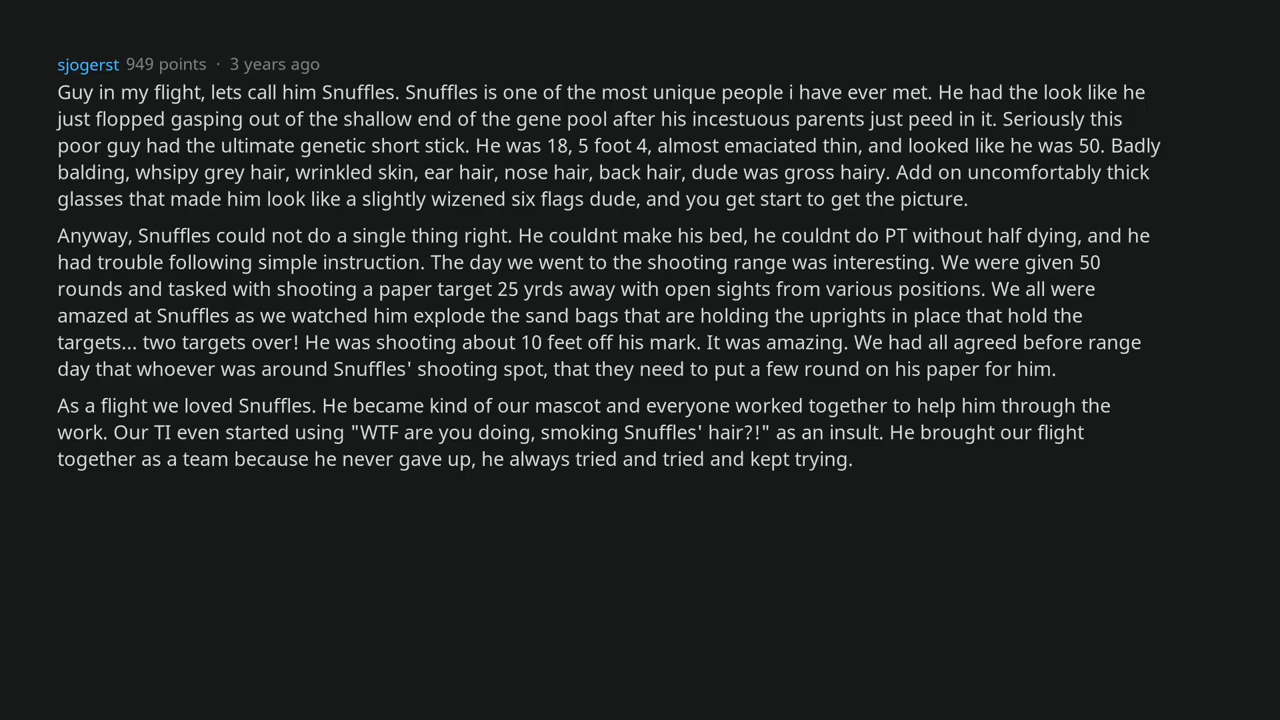 sjogerst 949 points · 3 years ago
Guy in my flight, lets call him Snuffles. Snuffles is one of the most unique people i have ever met. He had the look like he
just flopped gasping out of the shallow end of the gene pool after his incestuous parents just peed in it. Seriously this
poor guy had the ultimate genetic short stick. He was 18, 5 foot 4, almost emaciated thin, and looked like he was 50. Badly
balding, whsipy grey hair, wrinkled skin, ear hair, nose hair, back hair, dude was gross hairy. Add on uncomfortably thick
glasses that made him look like a slightly wizened six flags dude, and you get start to get the picture.
Anyway, Snuffles could not do a single thing right. He couldnt make his bed, he couldnt do PT without half dying, and he
had trouble following simple instruction. The day we went to the shooting range was interesting. We were given 50
rounds and tasked with shooting a paper target 25 yrds away with open sights from various positions. We all were
amazed at Snuffles as we watched him explode the sand bags that are holding the uprights in place that hold the
targets... two targets over! He was shooting about 10 feet off his mark. It was amazing. We had all agreed before range
day that whoever was around Snuffles' shooting spot, that they need to put a few round on his paper for him.
As a flight we loved Snuffles. He became kind of our mascot and everyone worked together to help him through the
work. Our TI even started using "WTF are you doing, smoking Snuffles' hair?!" as an insult. He brought our flight
together as a team because he never gave up, he always tried and tried and kept trying.